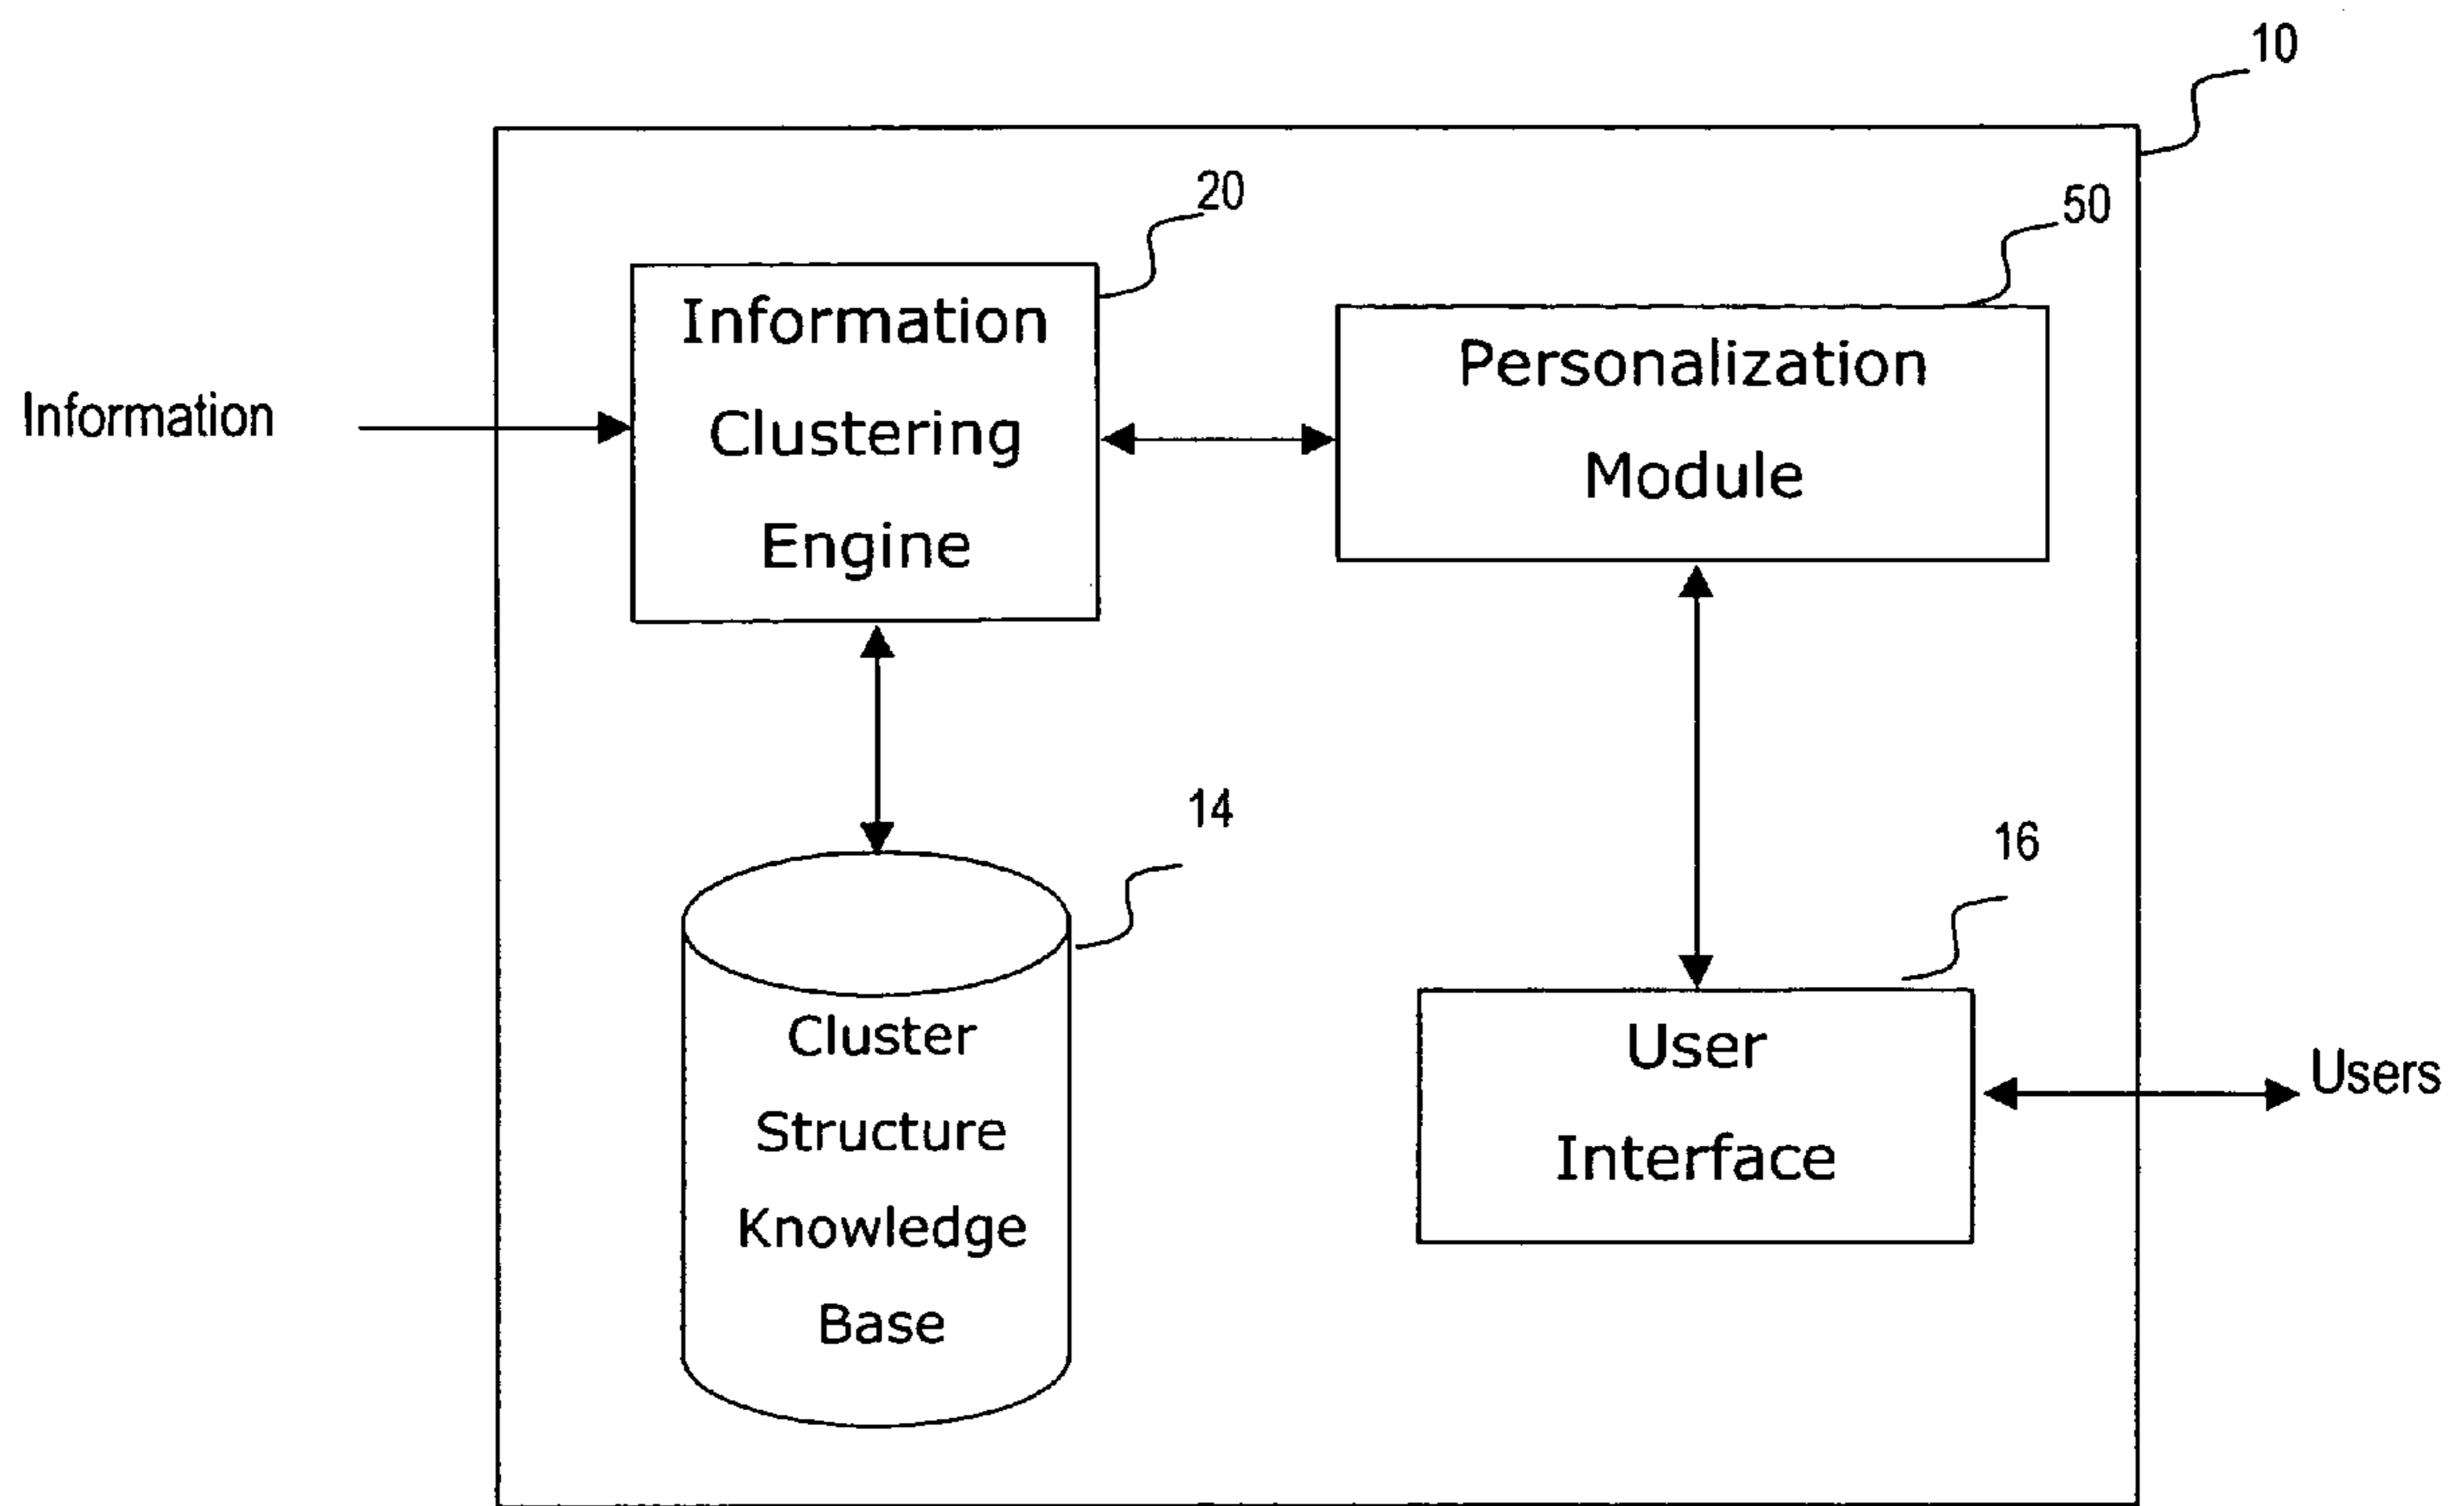 10
20
50
Information
Clustering
Engine
Personalization
Module
Information
14
16
Cluster
Structure
Knowledge
Base
User
Interface
Users